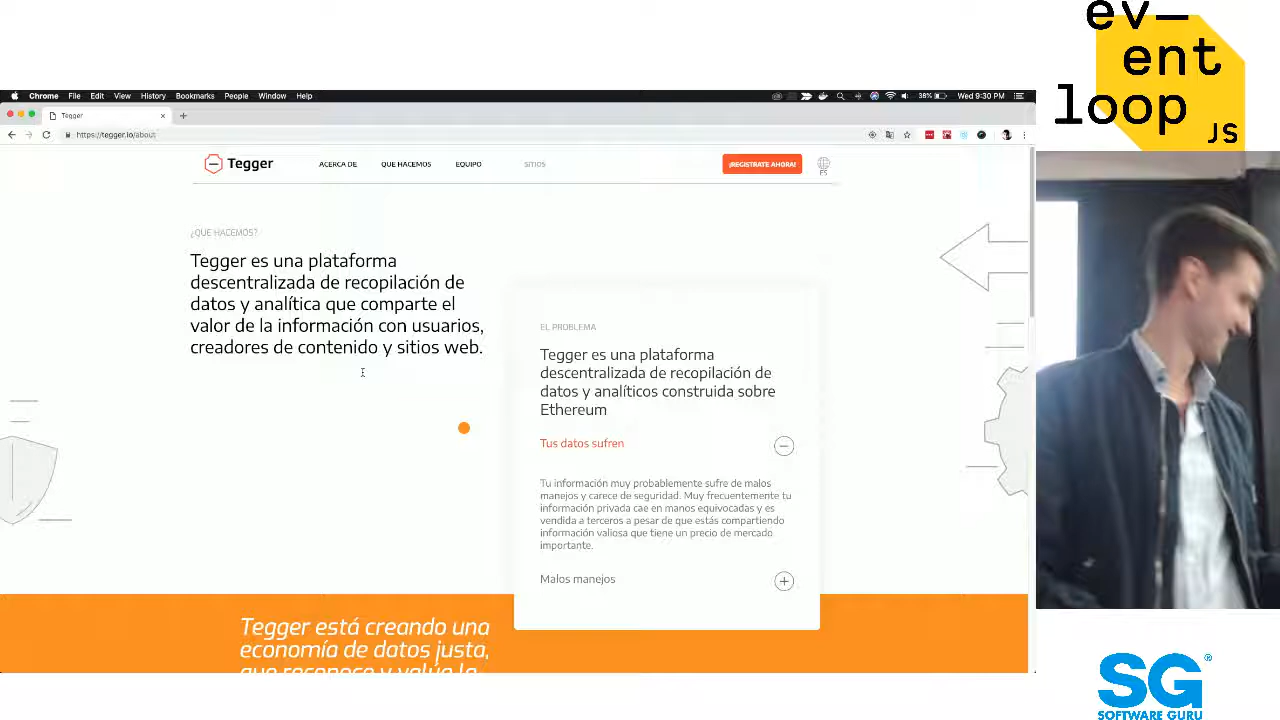 ev—
ent
loop
JS
Chrome File Edit View History Bookmarks People Window Help
38%
Wed 9:30 PM
Tegger
https://tegger.io/about
Tegger
ACERCA DE
QUE HACEMOS
EQUIPO
SITIOS
¡REGISTRATE AHORA!
ES
¿QUE HACEMOS?
Tegger es una plataforma
descentralizada de recopilación de
datos y analítica que comparte el
valor de la información con usuarios,
creadores de contenido y sitios web.
EL PROBLEMA
Tegger es una plataforma
descentralizada de recopilación de
datos y analíticos construida sobre
Ethereum
Tus datos sufren
Tu información muy probablemente sufre de malos
manejos y carece de seguridad. Muy frecuentemente tu
información privada cae en manos equivocadas y es
vendida a terceros a pesar de que estás compartiendo
información valiosa que tiene un precio de mercado
importante.
Malos manejos
Tegger está creando una
economía de datos justa,
que reconoce y valúa la
SG®
SOFTWARE GURU